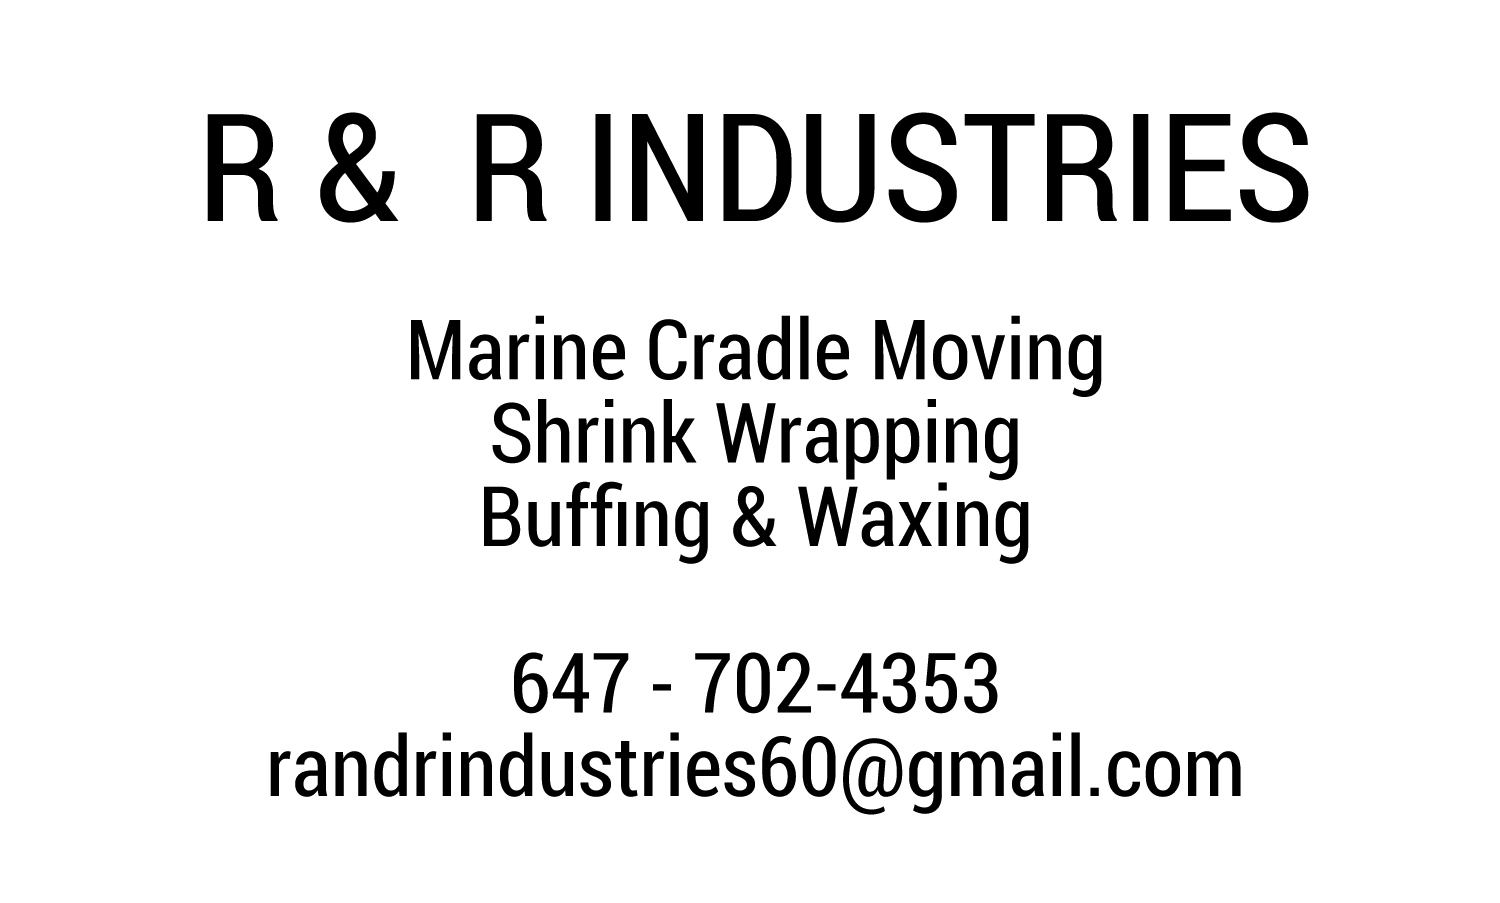 R &  R INDUSTRIES
Marine Cradle Moving
Shrink Wrapping
Buffing & Waxing
647 - 702-4353
randrindustries60@gmail.com